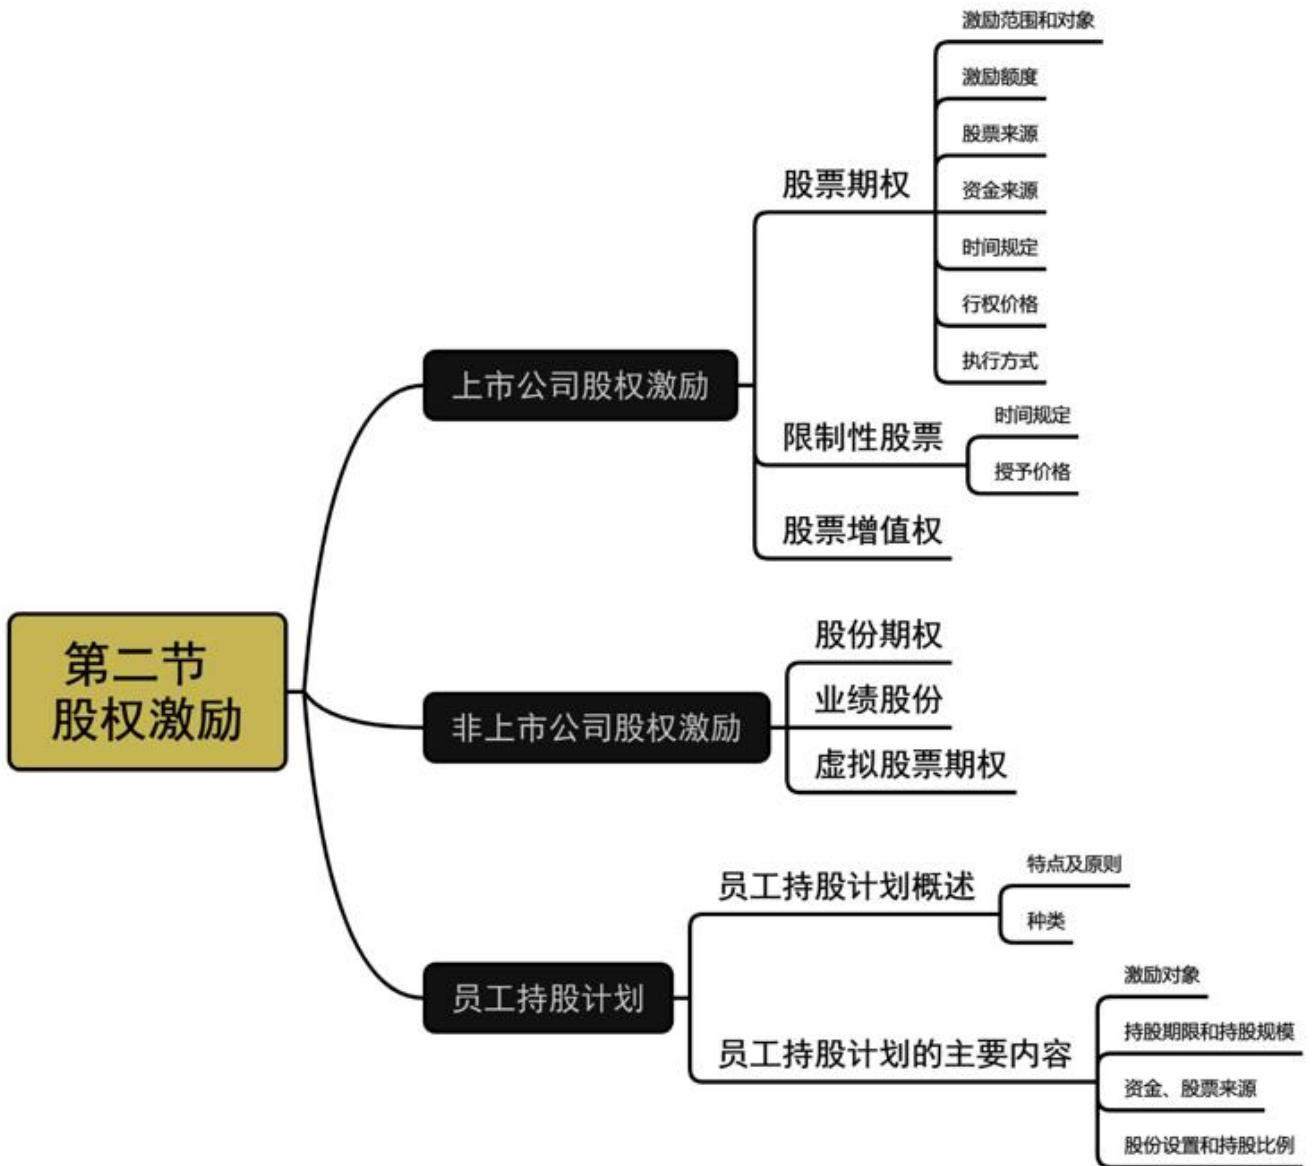 第二节
股权激励
上市公司股权激励
股票期权
激励范围和对象
激励额度
股票来源
资金来源
时间规定
行权价格
执行方式
限制性股票
时间规定
授予价格
股票增值权
非上市公司股权激励
股份期权
业绩股份
虚拟股票期权
员工持股计划
员工持股计划概述
特点及原则
种类
员工持股计划的主要内容
激励对象
持股期限和持股规模
资金、股票来源
股份设置和持股比例